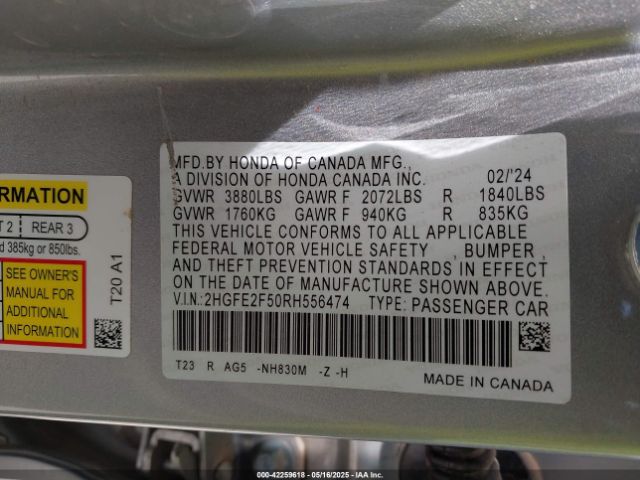 RMATION
T 2 REAR 3
d 385kg or 850lbs.
SEE OWNER'S
MANUAL FOR
ADDITIONAL
INFORMATION
T20 A1
MFD.BY HONDA OF CANADA MFG.,
A DIVISION OF HONDA CANADA INC. 02/'24
GVWR 3880LBS GAWR F 2072LBS R 1840LBS
GVWR 1760KG GAWR F 940KG R 835KG
THIS VEHICLE CONFORMS TO ALL APPLICABLE
FEDERAL MOTOR VEHICLE SAFETY , BUMPER ,
AND THEFT PREVENTION STANDARDS IN EFFECT
ON THE DATE OF MANUFACTURE SHOWN ABOVE.
V.I.N.:2HGFE2F50RH556474 TYPE:PASSENGER CAR
T23 R AG5 -NH830M -Z -H
MADE IN CANADA
000-42259618 | 05/16/2025 | IAA Inc.